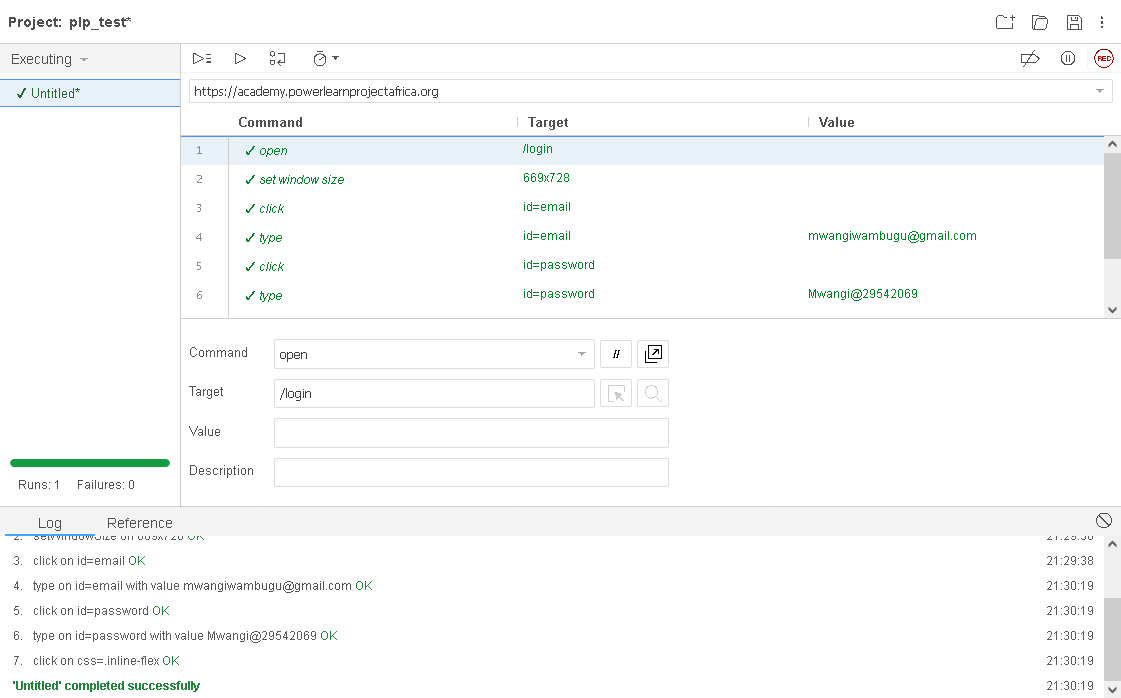 Project: plp_test*
Executing
✓ Untitled*
REC
https://academy.powerlearnprojectafrica.org
Command Target Value
1 ✓ open /login
2 ✓ set window size 669x728
3 ✓ click id=email
4 ✓ type id=email mwangiwambugu@gmail.com
5 ✓ click id=password
6 ✓ type id=password Mwangi@29542069
Command open //
Target /login
Value
Description
Runs: 1 Failures: 0
Log Reference
2. setWindowSize on 669x728 OK 21:29:38
3. click on id=email OK 21:29:38
4. type on id=email with value mwangiwambugu@gmail.com OK 21:30:19
5. click on id=password OK 21:30:19
6. type on id=password with value Mwangi@29542069 OK 21:30:19
7. click on css=.inline-flex OK 21:30:19
'Untitled' completed successfully 21:30:19